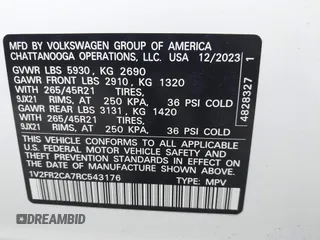 MFD BY VOLKSWAGEN GROUP OF AMERICA
CHATTANOOGA OPERATIONS, LLC. USA 12/2023
GVWR LBS 5930, KG 2690
GAWR FRONT LBS 2910, KG 1320
WITH 265/45R21 TIRES,
9JX21 RIMS, AT 250 KPA, 36 PSI COLD
GAWR REAR LBS 3131, KG 1420
WITH 265/45R21 TIRES,
9JX21 RIMS, AT 250 KPA, 36 PSI COLD
THIS VEHICLE CONFORMS TO ALL APPLICABLE
U.S. FEDERAL MOTOR VEHICLE SAFETY AND
THEFT PREVENTION STANDARDS IN EFFECT ON
THE DATE OF MANUFACTURE SHOWN ABOVE.
1V2FR2CA7RC543176 TYPE: MPV
4828327 1
AUTOHELPERBOT.COM